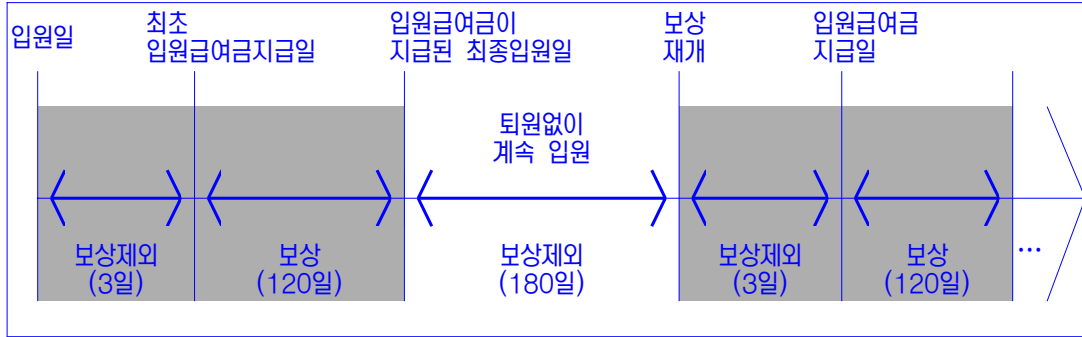 입원일
최초
입원급여금지급일
입원급여금이
지급된 최종입원일
보상
재개
입원급여금
지급일
퇴원없이
계속 입원
보상제외
(3일)
보상
(120일)
보상제외
(180일)
보상제외
(3일)
보상
(120일)
…